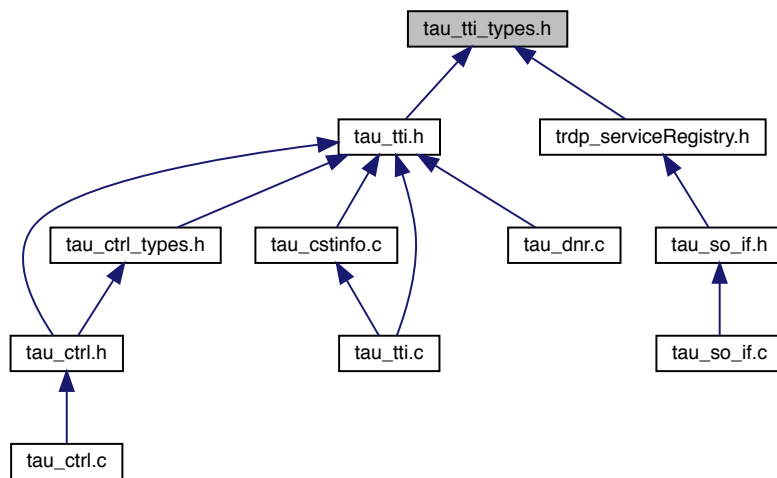 tau_tti_types.h
tau_tti.h
trdp_serviceRegistry.h
tau_ctrl_types.h
tau_cstinfo.c
tau_dnr.c
tau_so_if.h
tau_ctrl.h
tau_tti.c
tau_so_if.c
tau_ctrl.c